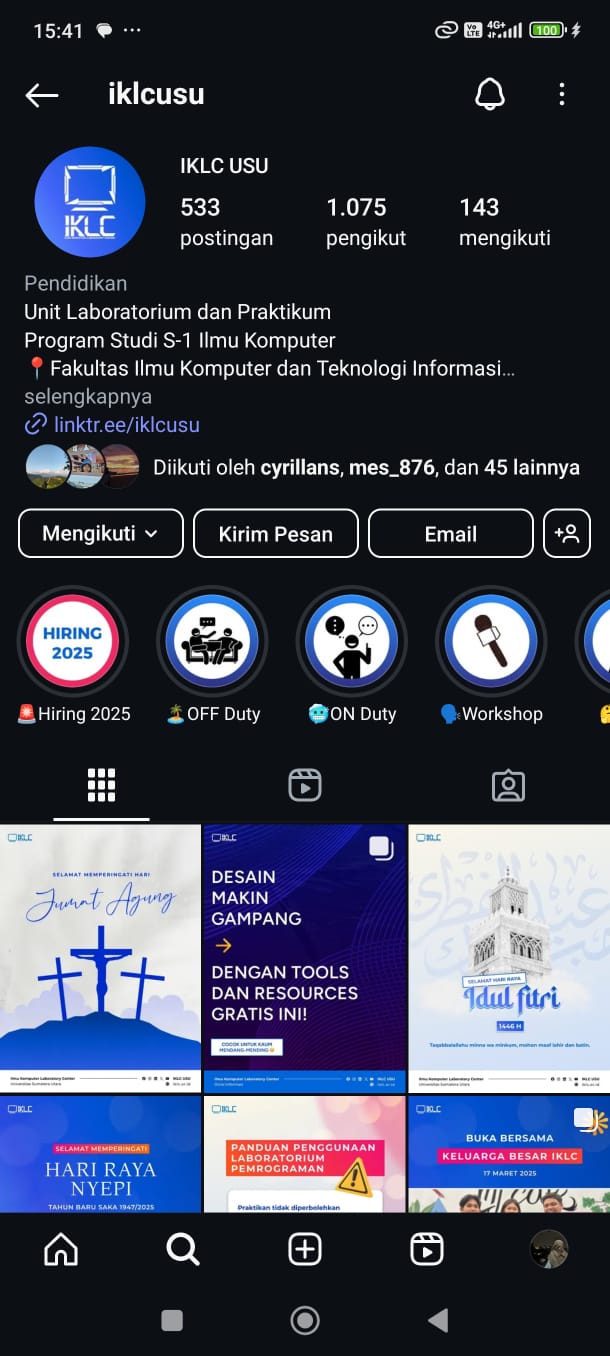 15:41
Vo LTE 4G+ 100
iklcusu
IKLC
IKLC USU
533 1.075 143
postingan pengikut mengikuti
Pendidikan
Unit Laboratorium dan Praktikum
Program Studi S-1 Ilmu Komputer
📍Fakultas Ilmu Komputer dan Teknologi Informasi...
selengkapnya
linktr.ee/iklcusu
Diikuti oleh cyrillans, mes_876, dan 45 lainnya
Mengikuti Kirim Pesan Email
HIRING
2025
🚨Hiring 2025 🏝️OFF Duty 🥶ON Duty 🗣️Workshop
IKLC
SELAMAT MEMPERINGATI HARI
Jumat Agung
Ilmu Komputer Laboratory Center IKLC USU
Universitas Sumatera Utara
IKLC
DESAIN
MAKIN
GAMPANG
→
DENGAN TOOLS
DAN RESOURCES
GRATIS INI!
COCOK UNTUK KAUM
MENDANG-MENDING
Ilmu Komputer Laboratory Center IKLC USU
IKLC
SELAMAT HARI RAYA
Idul fitri
1446 H
Taqabbalallahu minna wa minkum, mohon maaf lahir dan batin.
Ilmu Komputer Laboratory Center IKLC USU
Universitas Sumatera Utara
IKLC
SELAMAT MEMPERINGATI
HARI RAYA
NYEPI
TAHUN BARU SAKA 1947/2025
IKLC
PANDUAN PENGGUNAAN
LABORATORIUM
PEMROGRAMAN
Praktikan tidak diperbolehkan
IKLC
BUKA BERSAMA
KELUARGA BESAR IKLC
17 MARET 2025